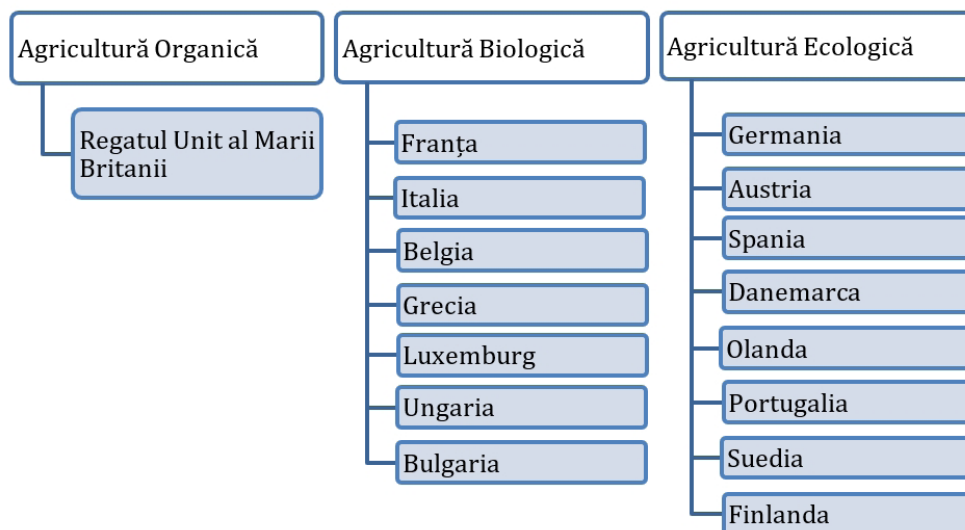 Agricultură Organică
Regatul Unit al Marii
Britanii
Agricultură Biologică
Franța
Italia
Belgia
Grecia
Luxemburg
Ungaria
Bulgaria
Agricultură Ecologică
Germania
Austria
Spania
Danemarca
Olanda
Portugalia
Suedia
Finlanda